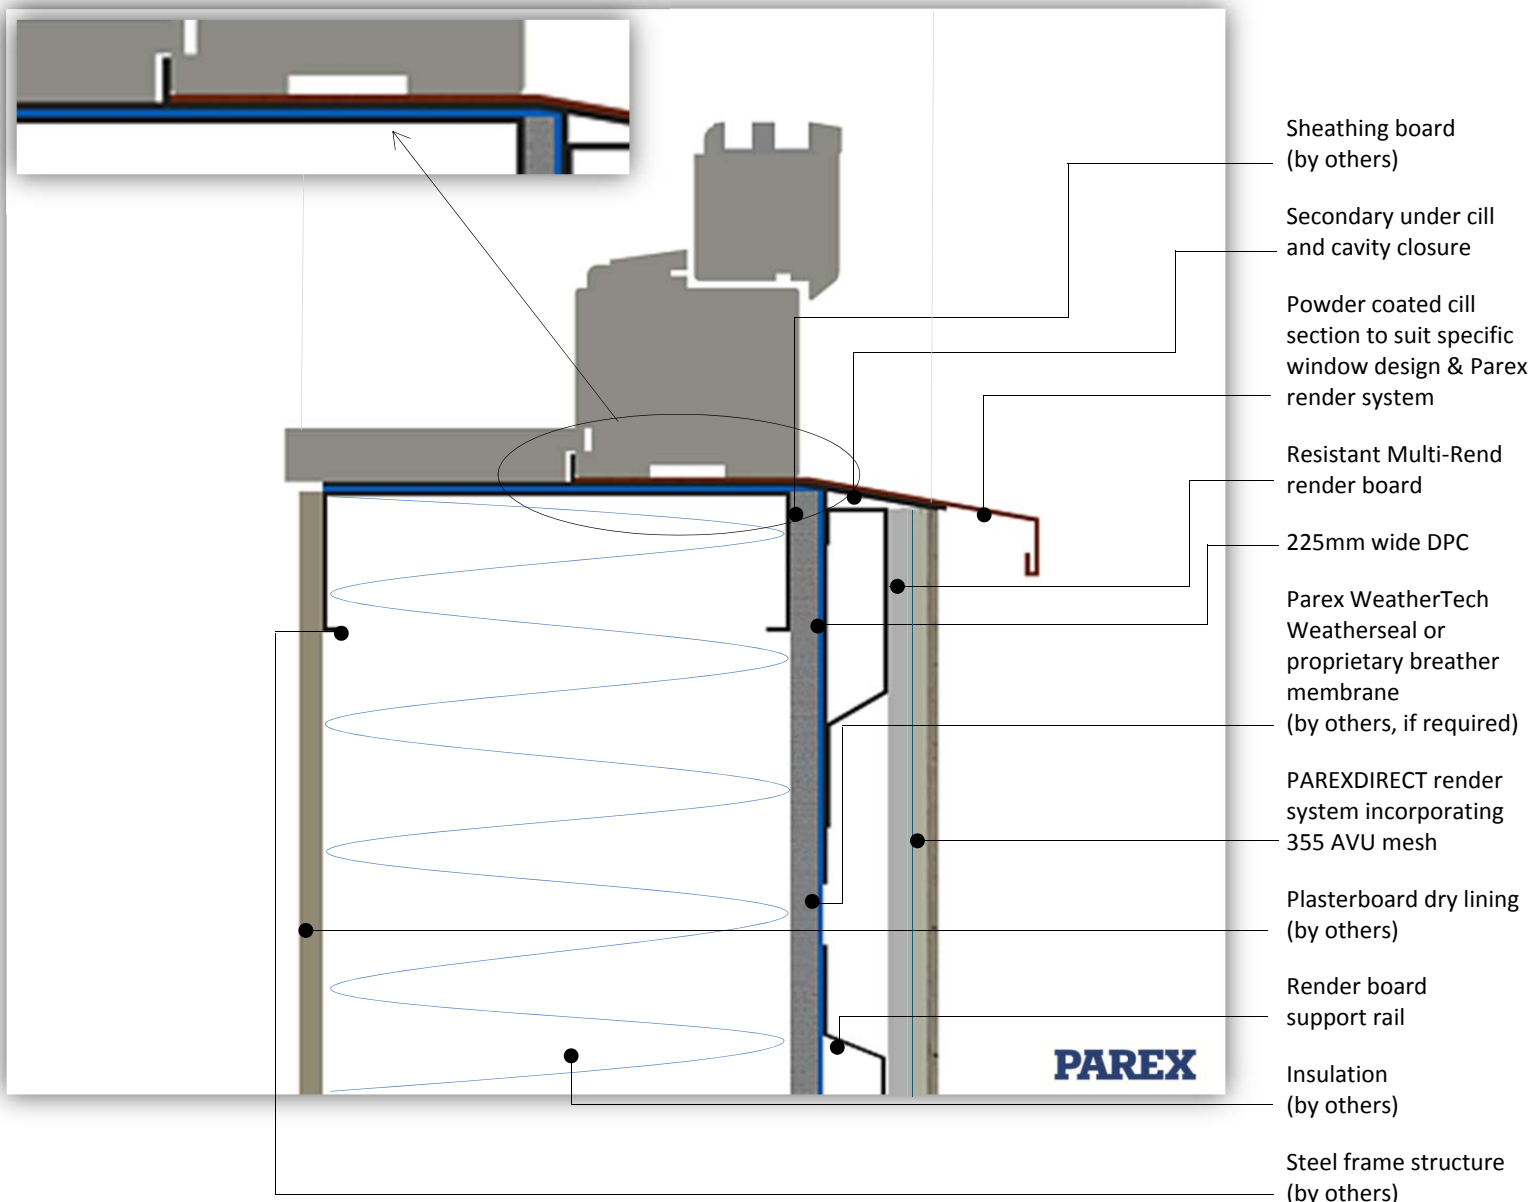 Sheathing board
(by others)
Secondary under cill
and cavity closure
Powder coated cill
section to suit specific
window design & Parex
render system
Resistant Multi-Rend
render board
225mm wide DPC
Parex WeatherTech
Weatherseal or
proprietary breather
membrane
(by others, if required)
PAREXDIRECT render
system incorporating
355 AVU mesh
Plasterboard dry lining
(by others)
Render board
support rail
PAREX
Insulation
(by others)
Steel frame structure
(by others)